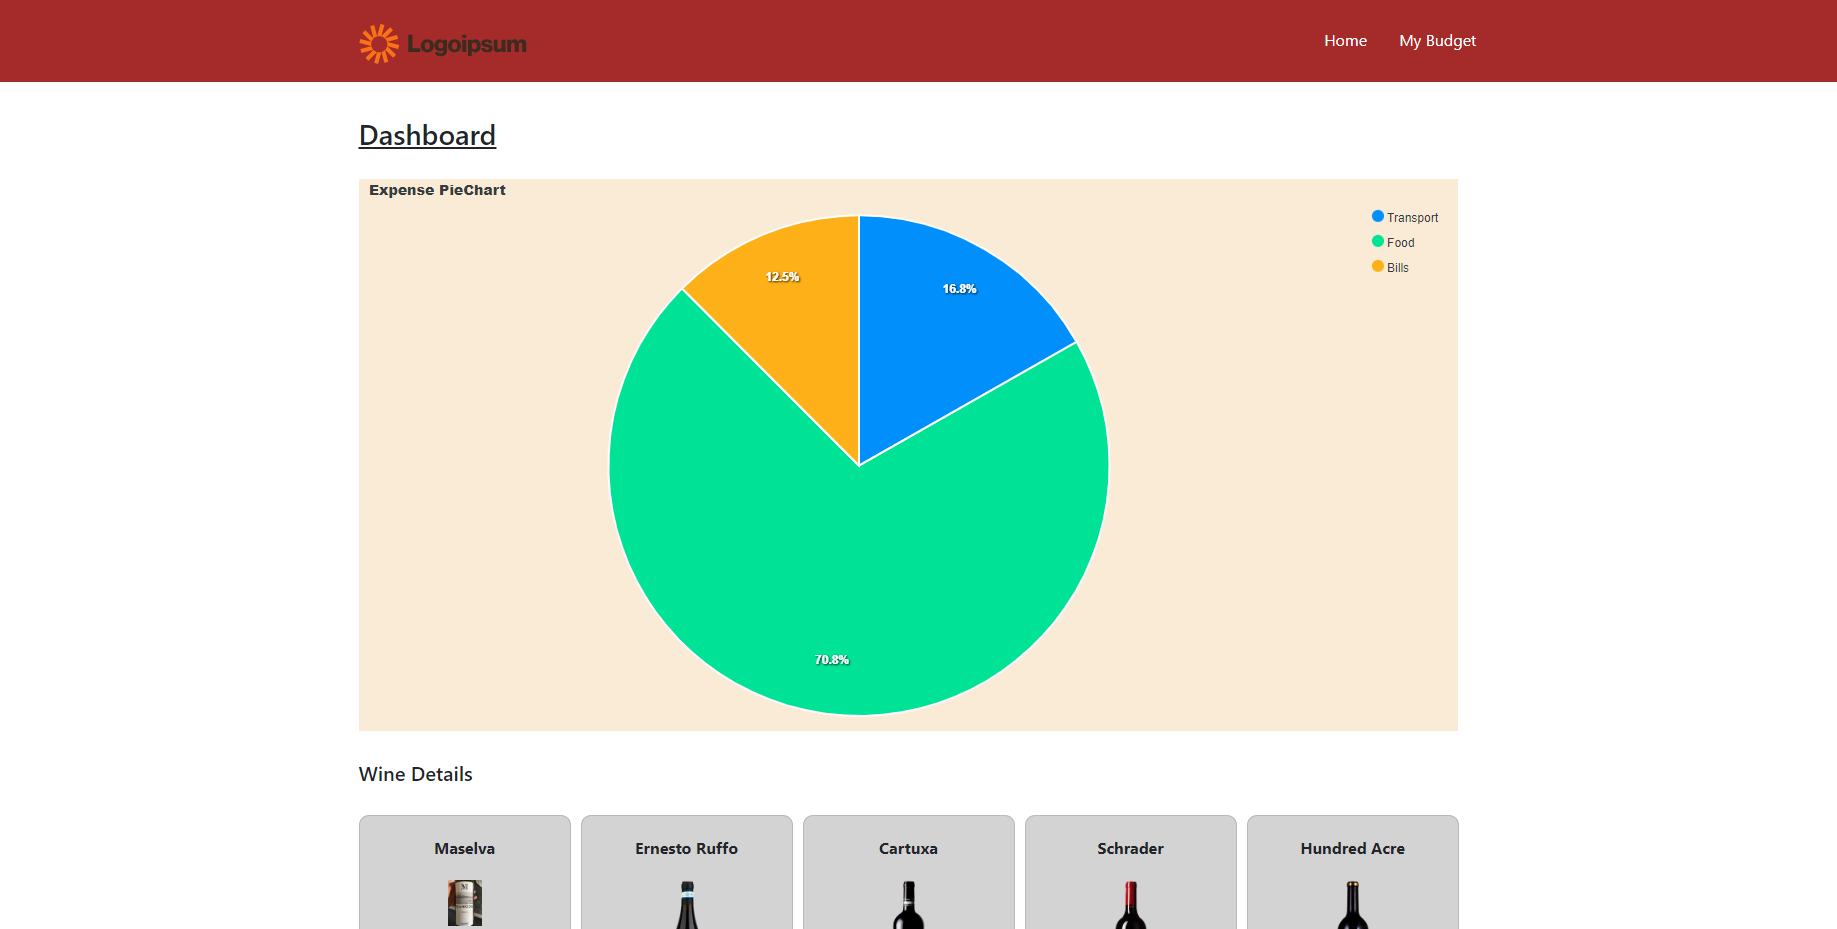 Logoipsum
Home
My Budget
Dashboard
Expense PieChart
Transport
Food
Bills
12.5%
16.8%
70.8%
Wine Details
Maselva
Ernesto Ruffo
Cartuxa
Schrader
Hundred Acre